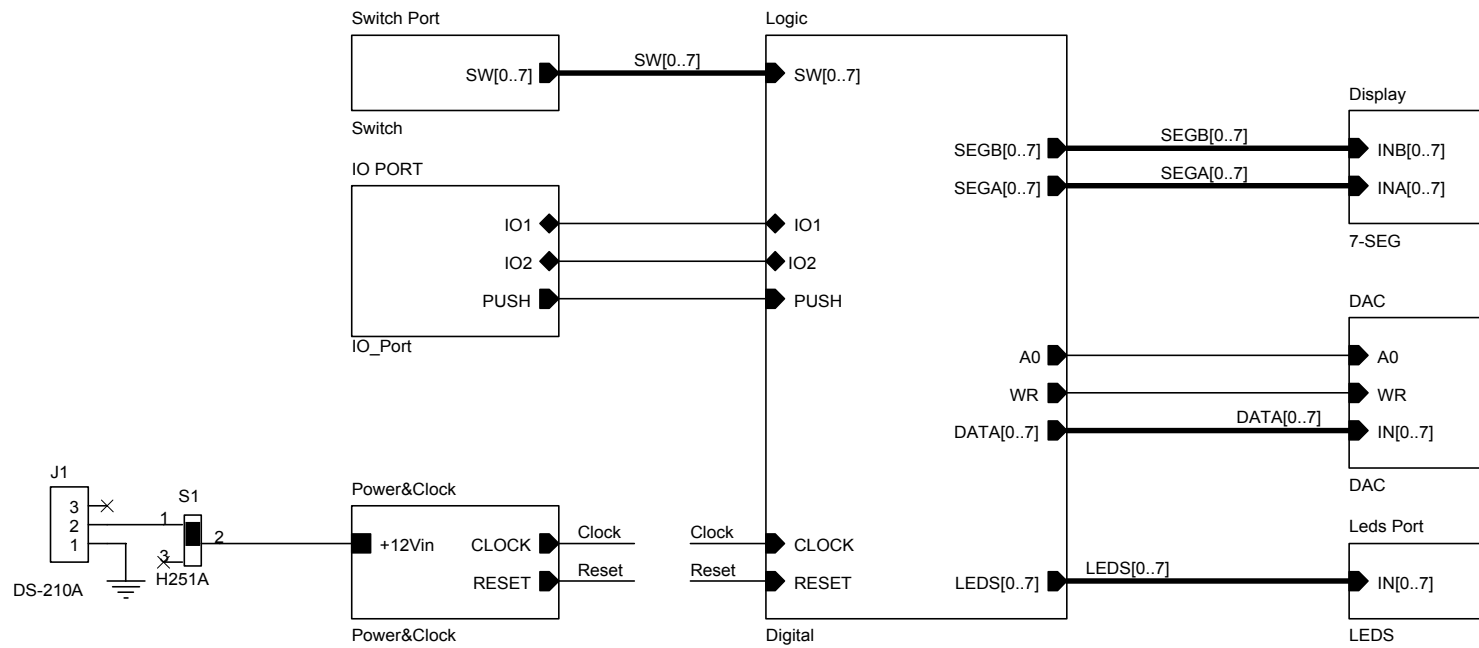 Switch Port
SW[0..7]
Switch
SW[0..7]
Logic
SW[0..7]
IO PORT
IO1
IO2
PUSH
IO_Port
IO1
IO2
PUSH
SEGB[0..7]
SEGA[0..7]
SEGB[0..7]
SEGA[0..7]
Display
INB[0..7]
INA[0..7]
7-SEG
A0
WR
DATA[0..7]
DATA[0..7]
DAC
A0
WR
IN[0..7]
DAC
J1
3
2
1
DS-210A
S1
1
2
3
H251A
Power&Clock
+12Vin
CLOCK
RESET
Power&Clock
Clock
Reset
Clock
Reset
CLOCK
RESET
LEDS[0..7]
Digital
LEDS[0..7]
Leds Port
IN[0..7]
LEDS